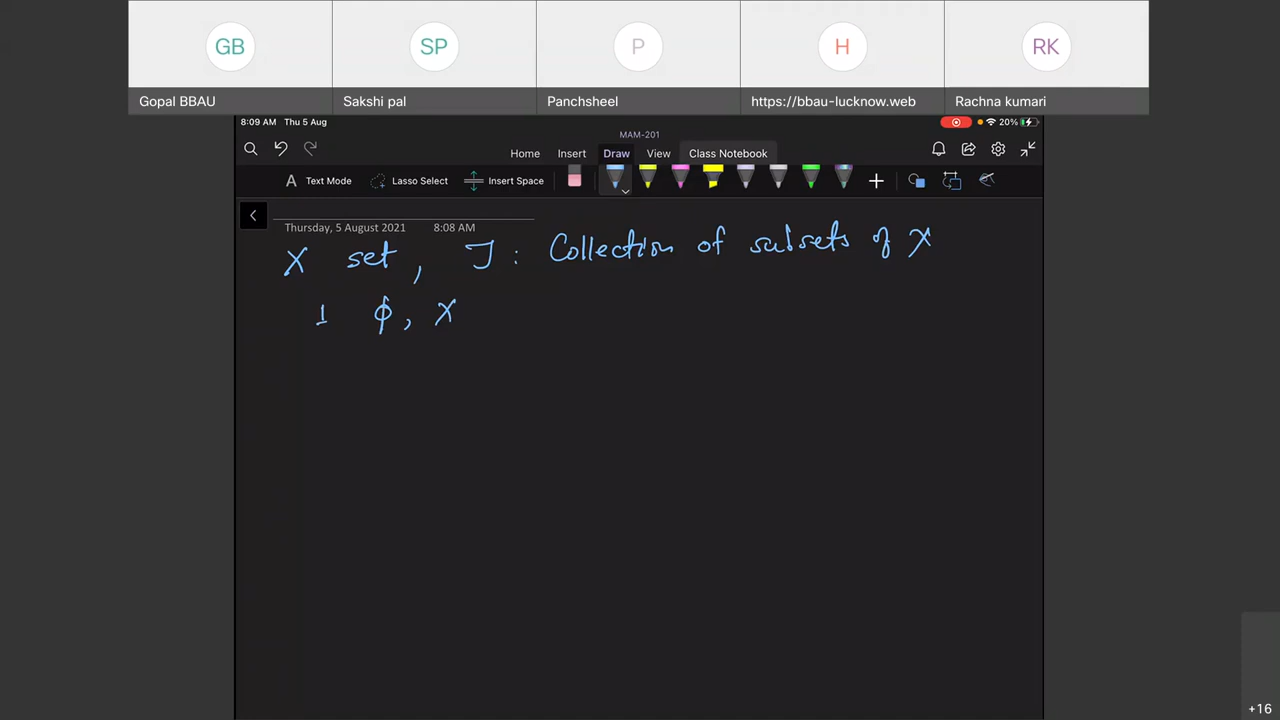 GB SP P H RK
Gopal BBAU Sakshi pal Panchsheel https://bbau-lucknow.web Rachna kumari
8:09 AM Thu 5 Aug 20%
MAM-201
Home Insert Draw View Class Notebook
A Text Mode Lasso Select Insert Space
Thursday, 5 August 2021 8:08 AM
X set, T : Collection of subsets of X
1 ϕ, X
+16